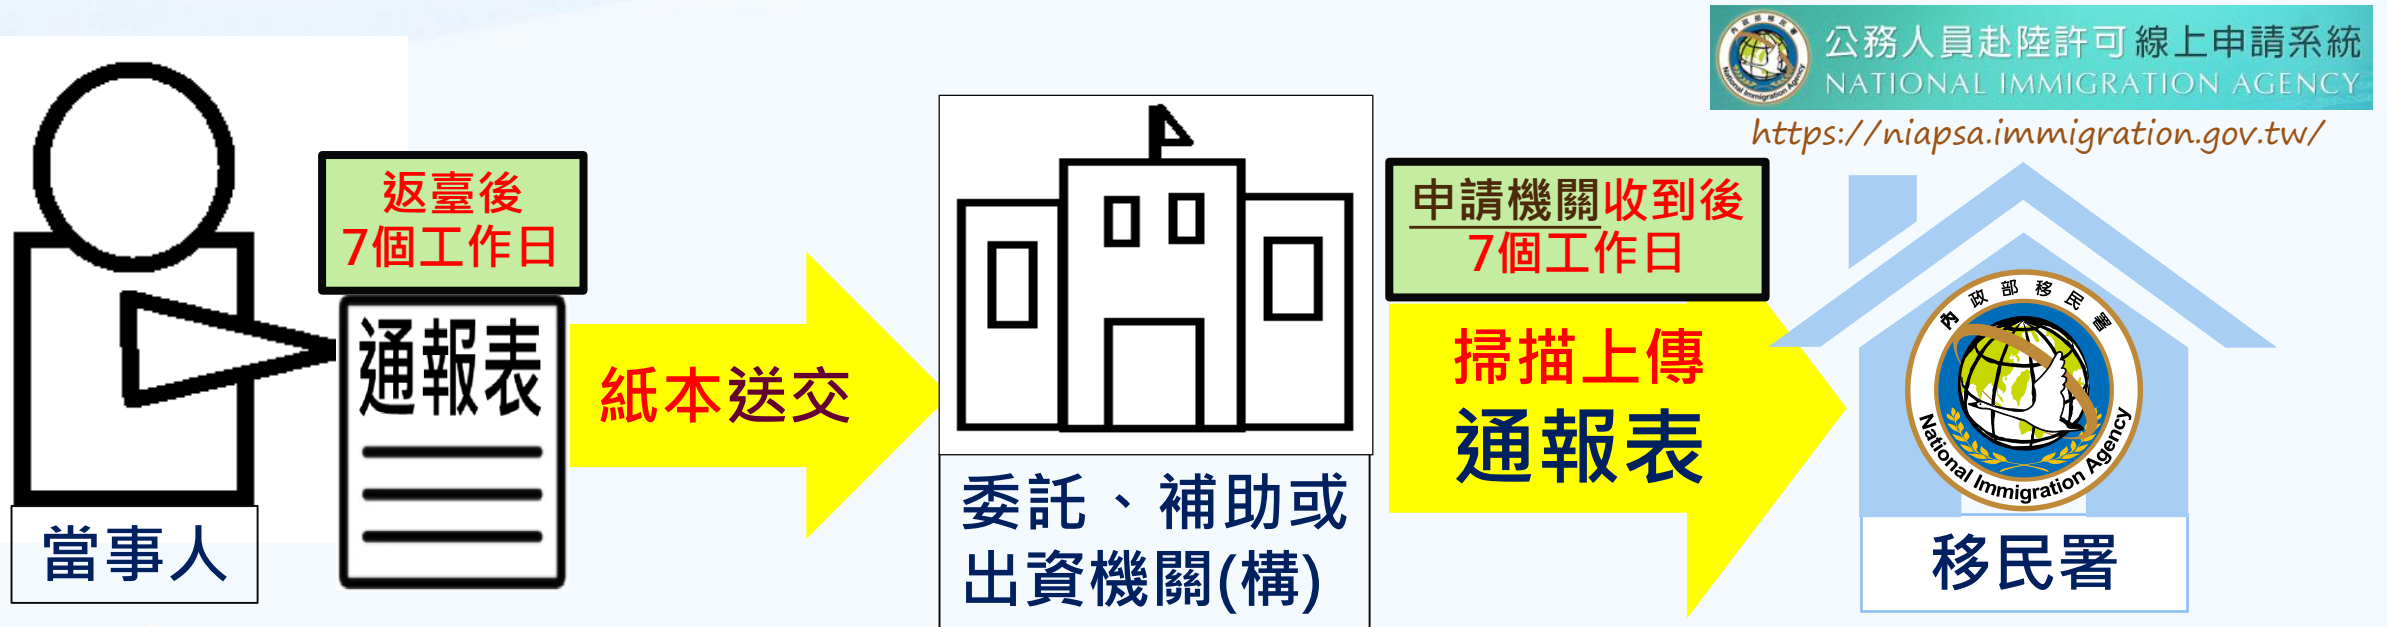 公務人員赴陸許可線上申請系統
NATIONAL IMMIGRATION AGENCY
https://niapsa.immigration.gov.tw/
返臺後
7個工作日
通報表
當事人
紙本送交
委託、補助或
出資機關(構)
申請機關收到後
7個工作日
掃描上傳
通報表
內政部移民署
National Immigration Agency
移民署